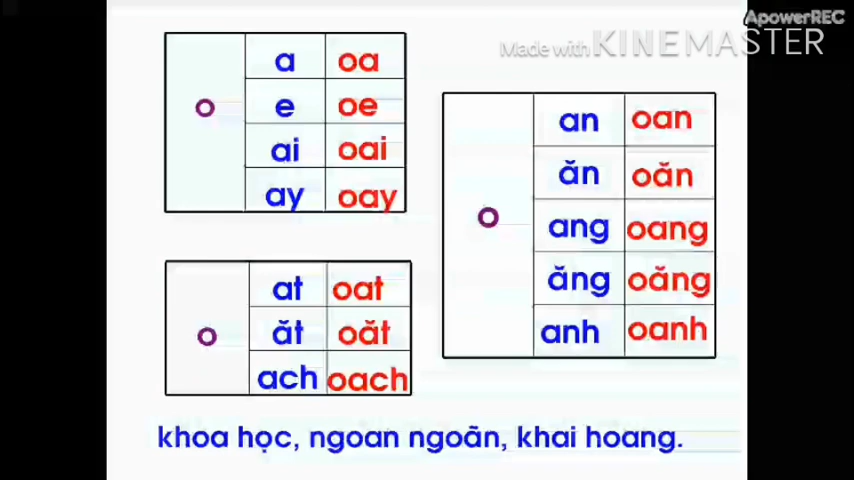 ApowerREC
Made with KINEMASTER
o
a oa
e oe
ai oai
ay oay
o
at oat
ăt oăt
ach oach
o
an oan
ăn oăn
ang oang
ăng oăng
anh oanh
khoa học, ngoan ngoãn, khai hoang.